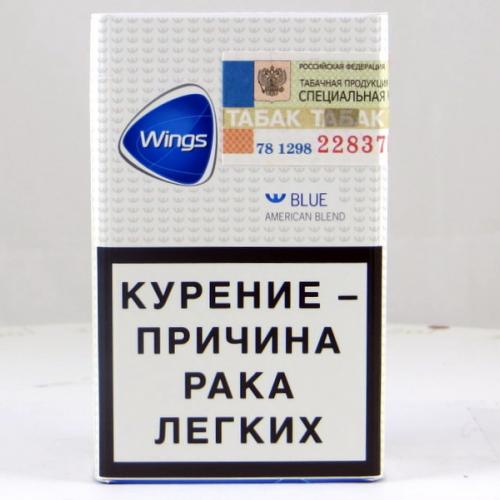 Wings
РОССИЙСКАЯ ФЕДЕРАЦИЯ
ТАБАЧНАЯ ПРОДУКЦИЯ
СПЕЦИАЛЬНАЯ
ТАБАК ТАБАК
78 1298 22837
BLUE
AMERICAN BLEND
КУРЕНИЕ –
ПРИЧИНА
РАКА
ЛЕГКИХ